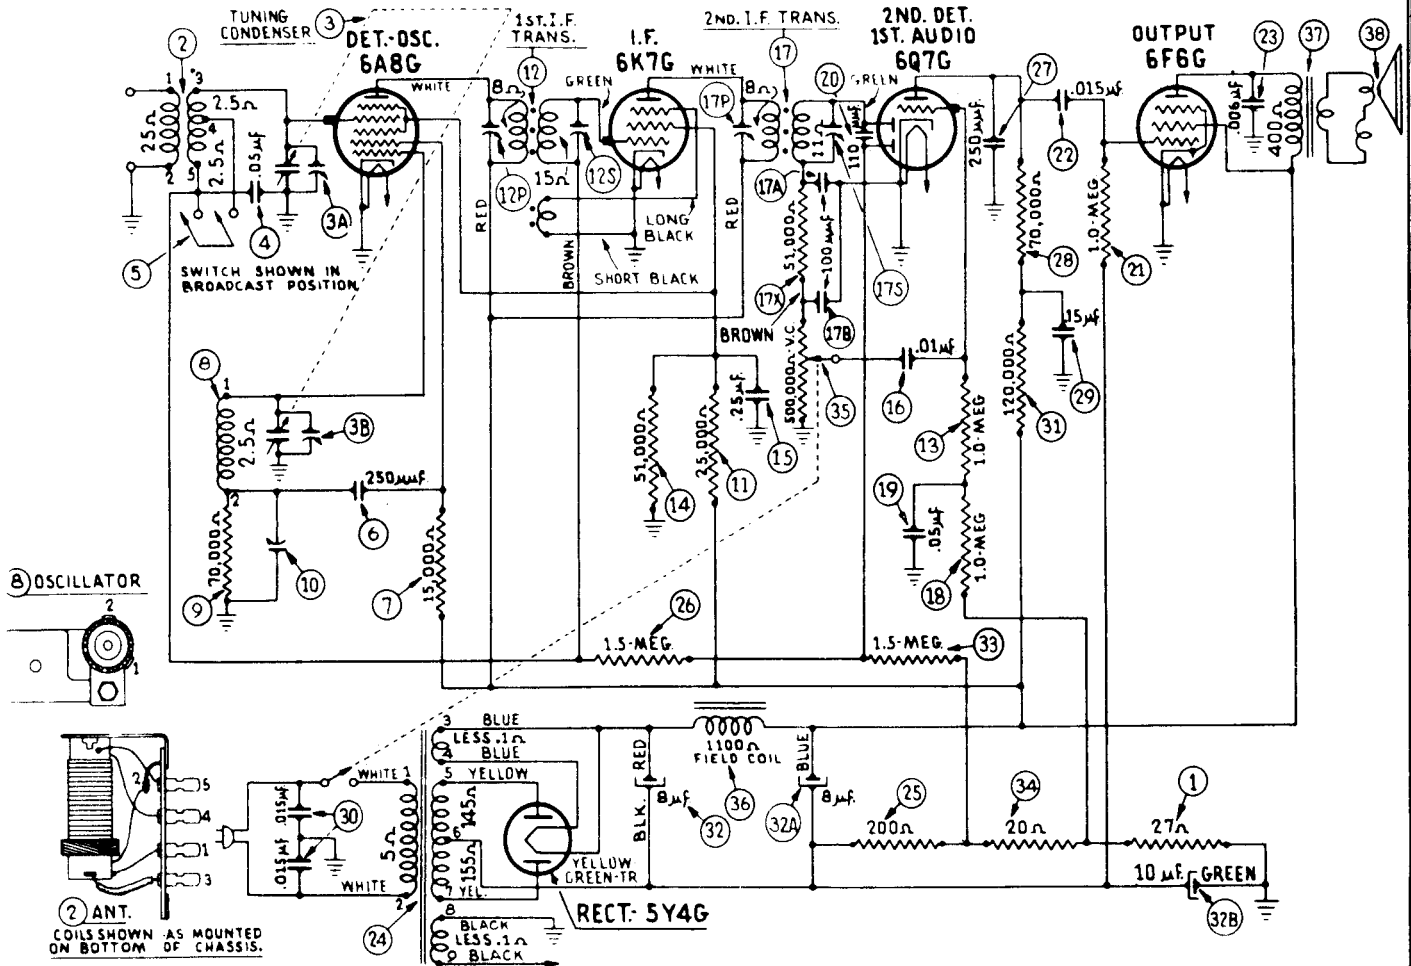 TUNING
CONDENSER
3
DET.-OSC.
6A8G
1ST. I.F.
TRANS.
12
I.F.
6K7G
2ND. I.F. TRANS.
17
2ND. DET.
1ST. AUDIO
6Q7G
OUTPUT
6F6G
23
37
38
2
1
3
2.5Ω
25Ω
4
2.5Ω
2
5
.05μF
WHITE
8Ω
GREEN
WHITE
17P
8Ω
20
GREEN
110μμF
11Ω
250μμF
27
.015μF
22
.006μF
400Ω
3A
4
5
SWITCH SHOWN IN
BROADCAST POSITION
12P
12S
15Ω
RED
BROWN
LONG
BLACK
SHORT BLACK
RED
17A
100μμF
51,000Ω
17X
17S
17B
BROWN
70,000Ω
28
1.0-MEG
21
.15μF
29
120,000Ω
31
8
1
2.5Ω
3B
2
250μμF.
6
70,000Ω
9
10
15,000Ω
7
51,000Ω
14
25,000Ω
11
.25μF
15
500,000Ω-V.C.
35
.01μF
16
13
1.0-MEG
19
.05μF
18
1.0-MEG
8 OSCILLATOR
2
1
26
1.5-MEG.
1.5-MEG.
33
3
BLUE
LESS .1Ω
4
BLUE
5
YELLOW
145Ω
6
155Ω
7
YEL.
8
BLACK
LESS .1Ω
9
BLACK
YELLOW
GREEN-TR
RECT.- 5Y4G
1100Ω
FIELD COIL
36
RED
8μF.
32
BLK.
BLUE
8μF.
32A
25
200Ω
34
20Ω
1
27Ω
10 μF.
GREEN
32B
WHITE
1
.015μF
.015μF
30
5Ω
WHITE
2
24
2
5
4
1
3
2 ANT.
COILS SHOWN AS MOUNTED
ON BOTTOM OF CHASSIS.